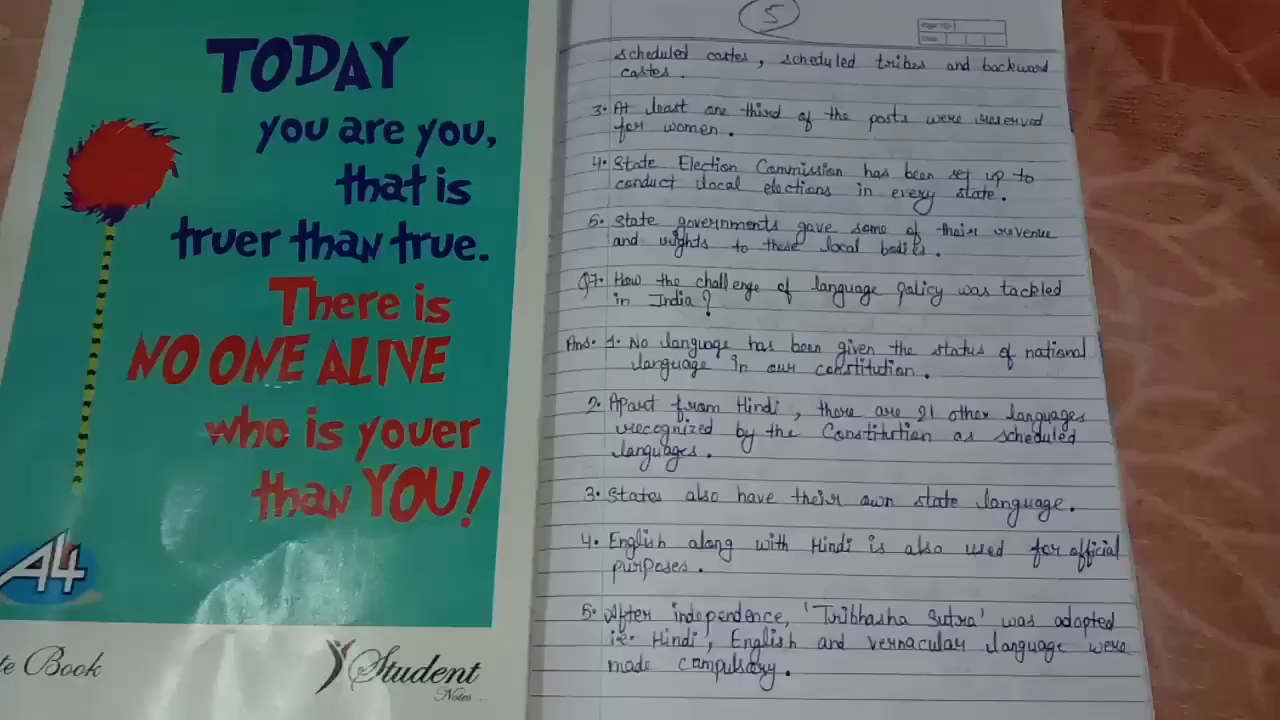 TODAY
you are you,
that is
truer than true.
There is
NO ONE ALIVE
who is youer
than YOU!
A4
te Book
Student
Notes
5
Page No.
Date
scheduled castes, scheduled tribes and backward
castes.
3. At least one third of the posts were reserved
for women.
4. State Election Commission has been set up to
conduct local elections in every state.
5. State governments gave some of their revenue
and rights to these local bodies.
Q7. How the challenge of language policy was tackled
in India?
Ans. 1. No language has been given the status of national
language in our constitution.
2. Apart from Hindi, there are 21 other languages
recognized by the Constitution as scheduled
languages.
3. States also have their own state language.
4. English along with Hindi is also used for official
purposes.
5. After independence, 'Tribhasha Sutra' was adopted
i.e. Hindi, English and vernacular language were
made compulsory.